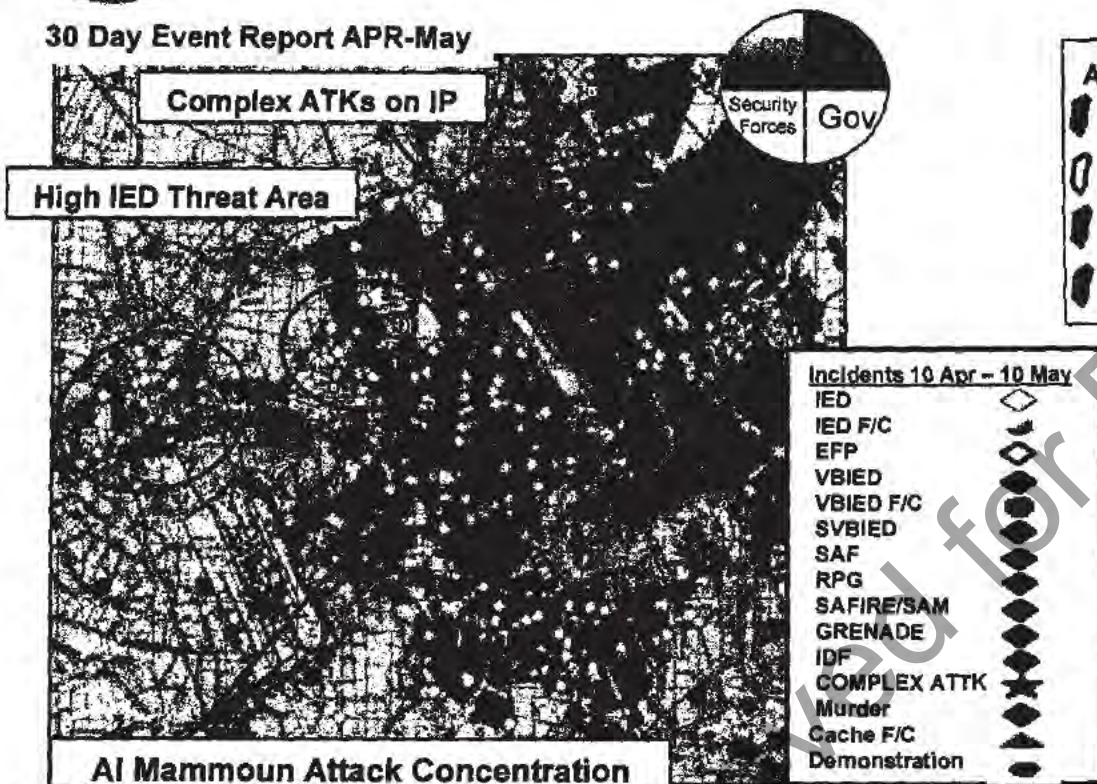 30 Day Event Report APR-May
Complex ATKs on IP
Security
Forces
Gov
A
High IED Threat Area
Incidents 10 Apr – 10 May
IED
IED F/C
EFP
VBIED
VBIED F/C
SVBIED
SAF
RPG
SAFIRE/SAM
GRENADE
IDF
COMPLEX ATTK
Murder
Cache F/C
Demonstration
Al Mammoun Attack Concentration
ved for